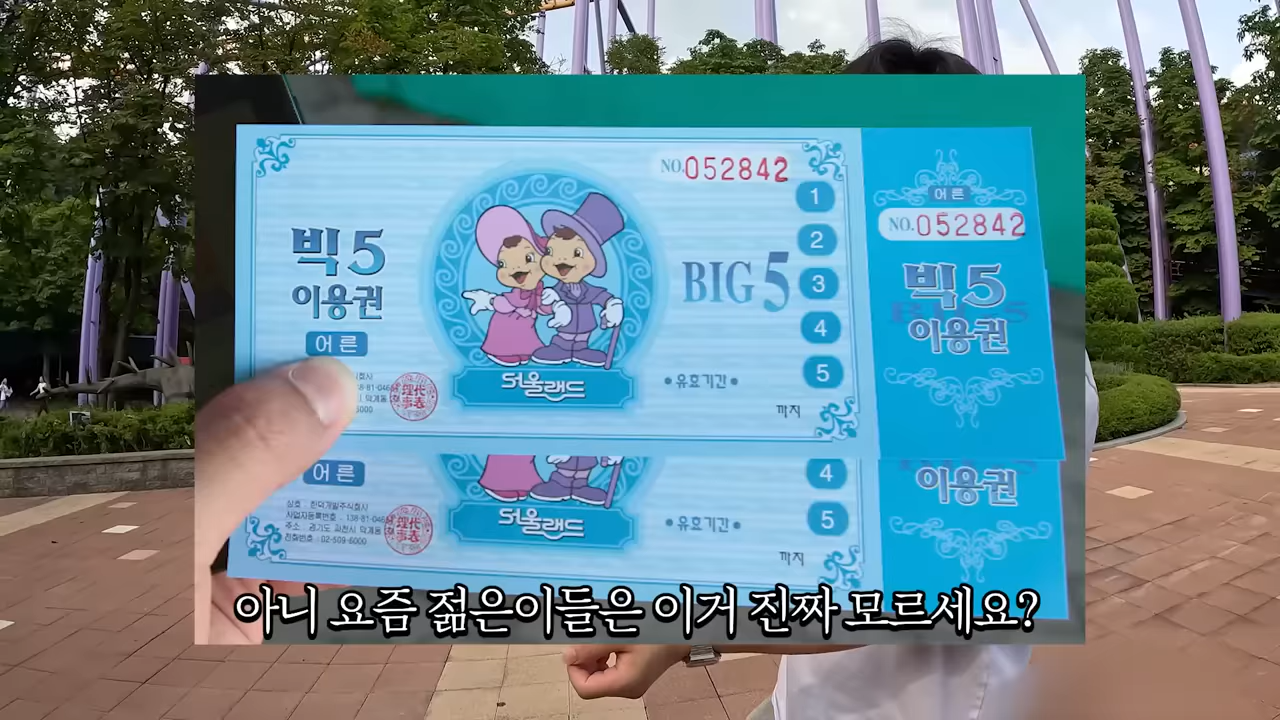 NO.052842
1
2
3
4
5
빅5
이용권
어른
BIG 5
서울랜드
•유효기간•
까지
어른
NO.052842
빅5
이용권
어른
상호 : 한덕개발주식회사
사업자등록번호 : 138-81-046
주소 : 경기도 과천시 막계동
전화번호 : 02-509-6000
서울랜드
4
5
•유효기간•
까지
이용권
아니 요즘 젊은이들은 이거 진짜 모르세요?